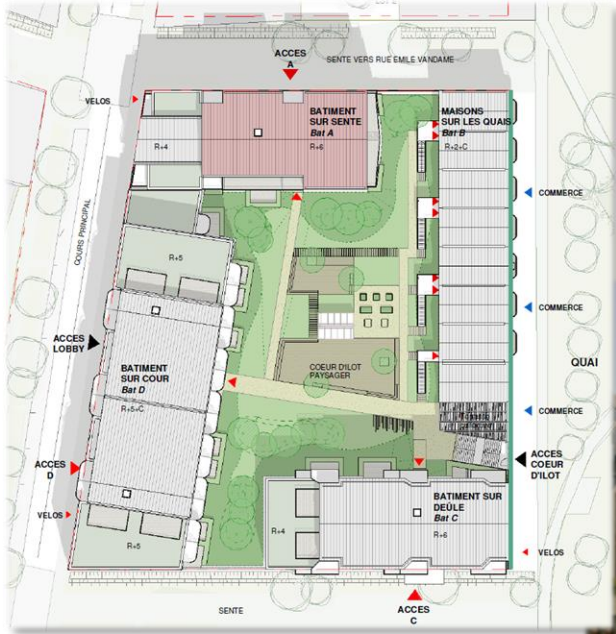 ACCES
A
SENTE VERS RUE EMILE VANDAME
VELOS
BATIMENT
SUR SENTE
Bat A
R+4
R+6
MAISONS
SUR LES QUAIS
Bat B
R+2+C
COMMERCE
COURS PRINCIPAL
R+5
COMMERCE
ACCES
LOBBY
BATIMENT
SUR COUR
Bat D
R+5+C
COEUR D'ILOT
PAYSAGER
QUAI
COMMERCE
ACCES
COEUR
D'ILOT
ACCES
D
VELOS
R+5
BATIMENT SUR
DEÛLE
Bat C
R+4
R+6
VELOS
SENTE
ACCES
C